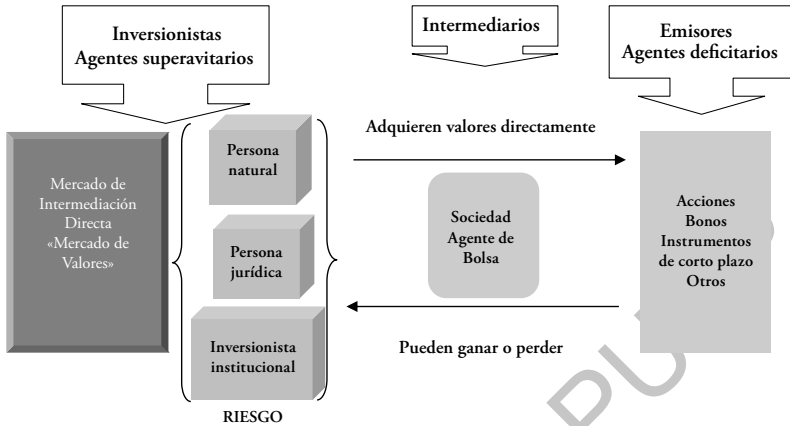 Inversionistas
Agentes superavitarios
Intermediarios
Emisores
Agentes deficitarios
Mercado de
Intermediación
Directa
«Mercado de
Valores»
Persona
natural
Persona
jurídica
Inversionista
institucional
RIESGO
Adquieren valores directamente
Sociedad
Agente de
Bolsa
Pueden ganar o perder
Acciones
Bonos
Instrumentos
de corto plazo
Otros